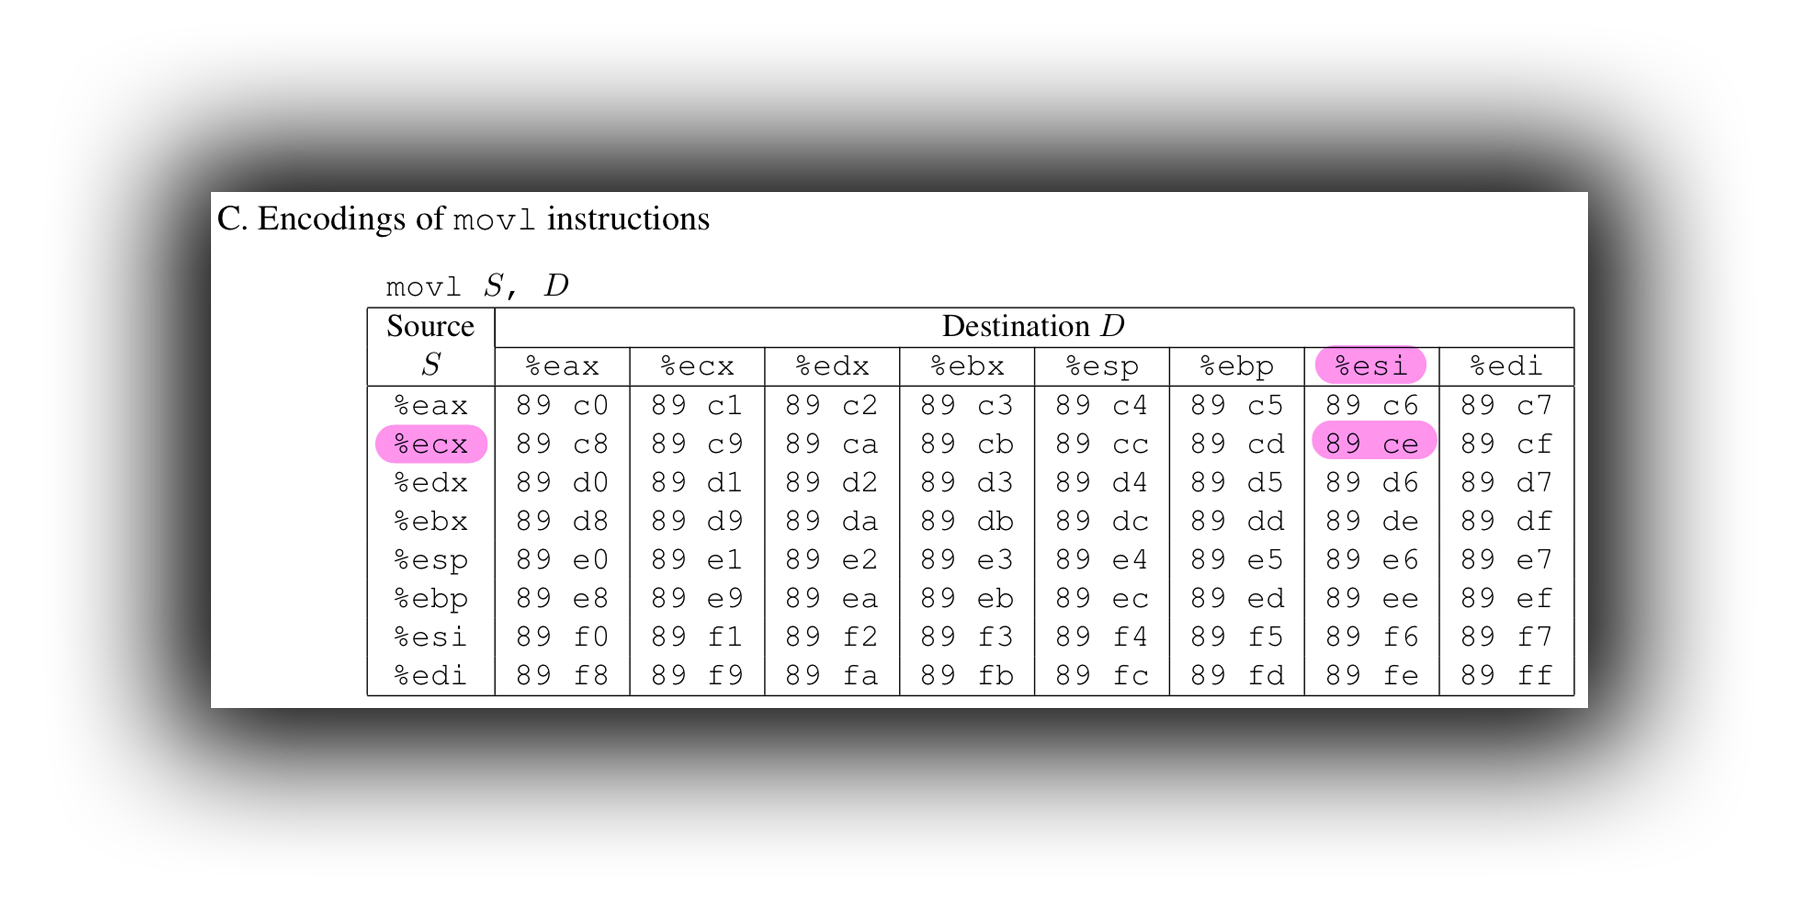 C. Encodings of movl instructions
movl S, D
Source Destination D
S %eax %ecx %edx %ebx %esp %ebp %esi %edi
%eax 89 c0 89 c1 89 c2 89 c3 89 c4 89 c5 89 c6 89 c7
%ecx 89 c8 89 c9 89 ca 89 cb 89 cc 89 cd 89 ce 89 cf
%edx 89 d0 89 d1 89 d2 89 d3 89 d4 89 d5 89 d6 89 d7
%ebx 89 d8 89 d9 89 da 89 db 89 dc 89 dd 89 de 89 df
%esp 89 e0 89 e1 89 e2 89 e3 89 e4 89 e5 89 e6 89 e7
%ebp 89 e8 89 e9 89 ea 89 eb 89 ec 89 ed 89 ee 89 ef
%esi 89 f0 89 f1 89 f2 89 f3 89 f4 89 f5 89 f6 89 f7
%edi 89 f8 89 f9 89 fa 89 fb 89 fc 89 fd 89 fe 89 ff